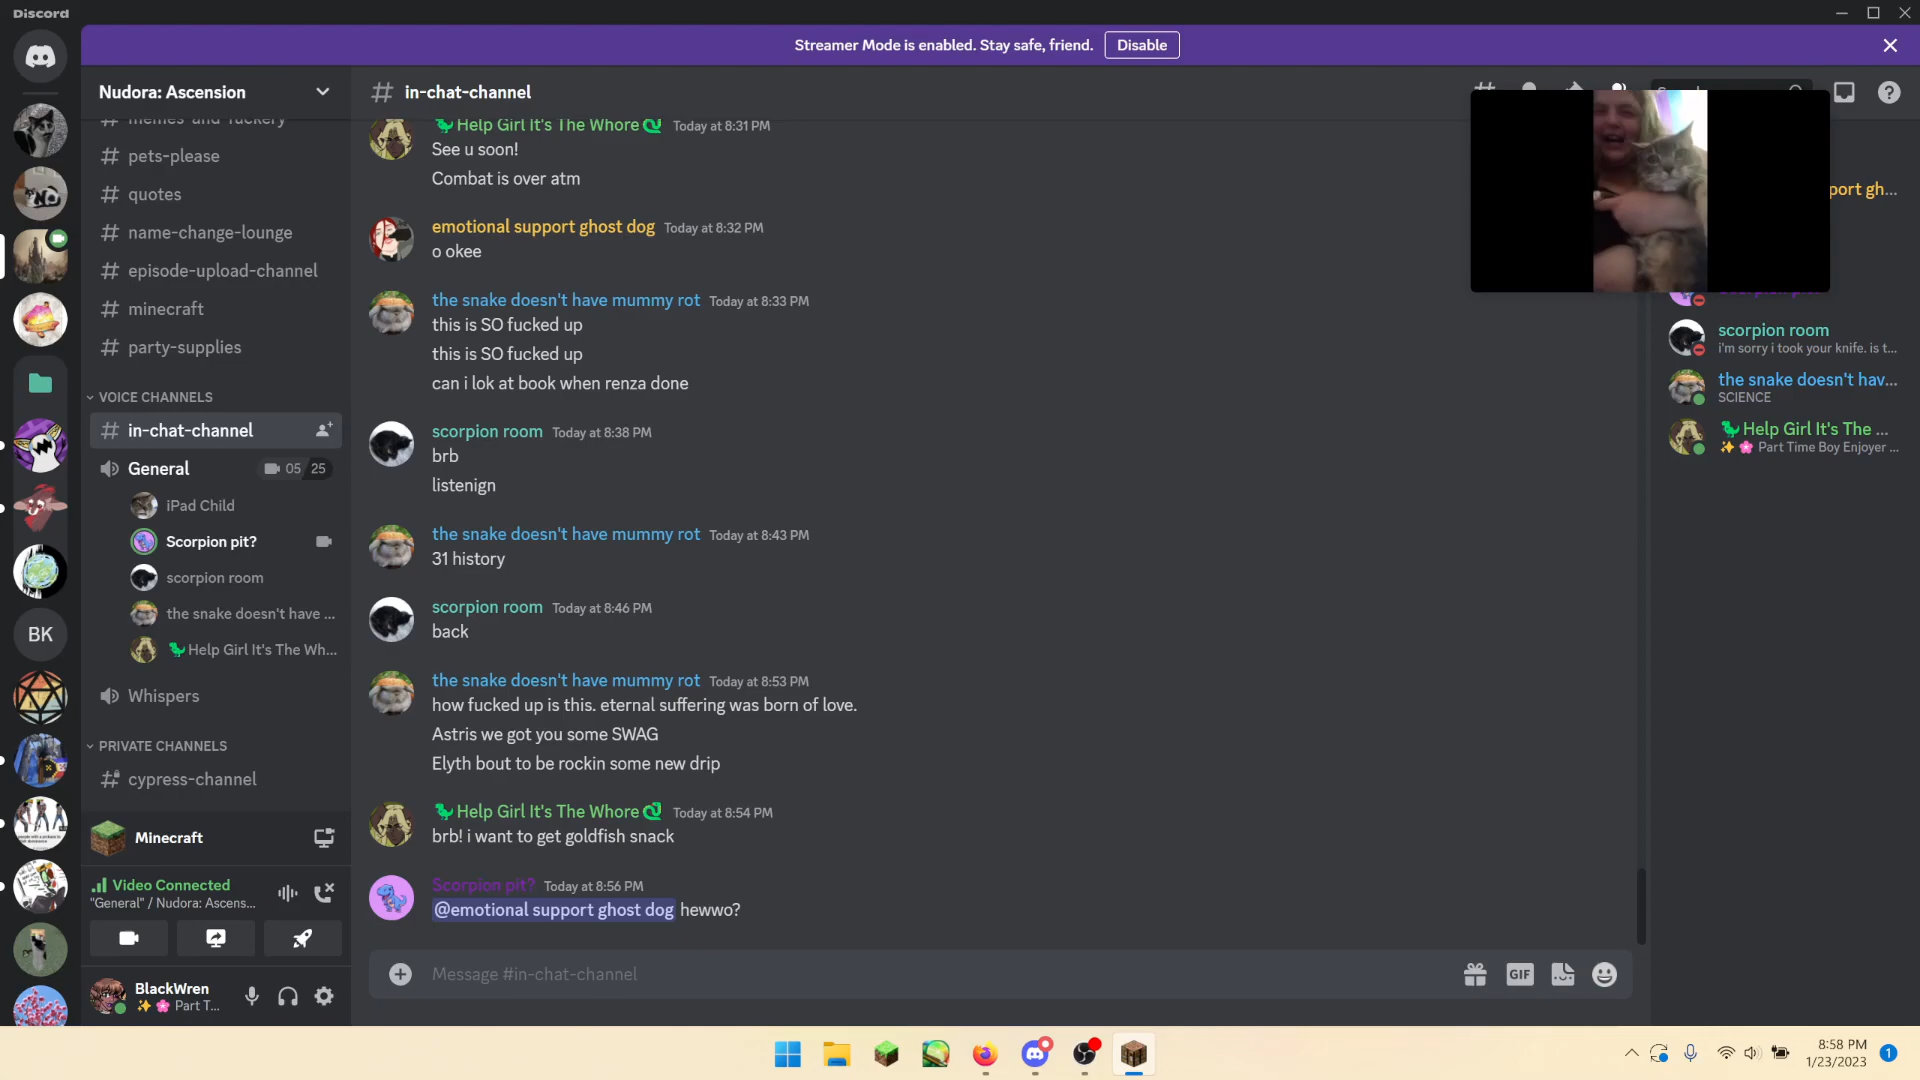 Discord
Streamer Mode is enabled. Stay safe, friend.
Disable
Nudora: Ascension
memes-and-fuckery
pets-please
quotes
name-change-lounge
episode-upload-channel
minecraft
party-supplies
VOICE CHANNELS
in-chat-channel
General
05 25
iPad Child
Scorpion pit?
scorpion room
the snake doesn't have ...
Help Girl It's The Wh...
Whispers
PRIVATE CHANNELS
cypress-channel
BK
Minecraft
Video Connected
"General" / Nudora: Ascens...
BlackWren
Part T...
in-chat-channel
Help Girl It's The Whore Today at 8:31 PM
See u soon!
Combat is over atm
emotional support ghost dog Today at 8:32 PM
o okee
the snake doesn't have mummy rot Today at 8:33 PM
this is SO fucked up
this is SO fucked up
can i lok at book when renza done
scorpion room Today at 8:38 PM
brb
listenign
the snake doesn't have mummy rot Today at 8:43 PM
31 history
scorpion room Today at 8:46 PM
back
the snake doesn't have mummy rot Today at 8:53 PM
how fucked up is this. eternal suffering was born of love.
Astris we got you some SWAG
Elyth bout to be rockin some new drip
Help Girl It's The Whore Today at 8:54 PM
brb! i want to get goldfish snack
Scorpion pit? Today at 8:56 PM
@emotional support ghost dog hewwo?
Message #in-chat-channel
GIF
port gh...
scorpion room
i'm sorry i took your knife. is t...
the snake doesn't hav...
SCIENCE
Help Girl It's The ...
Part Time Boy Enjoyer ...
8:58 PM
1/23/2023
1